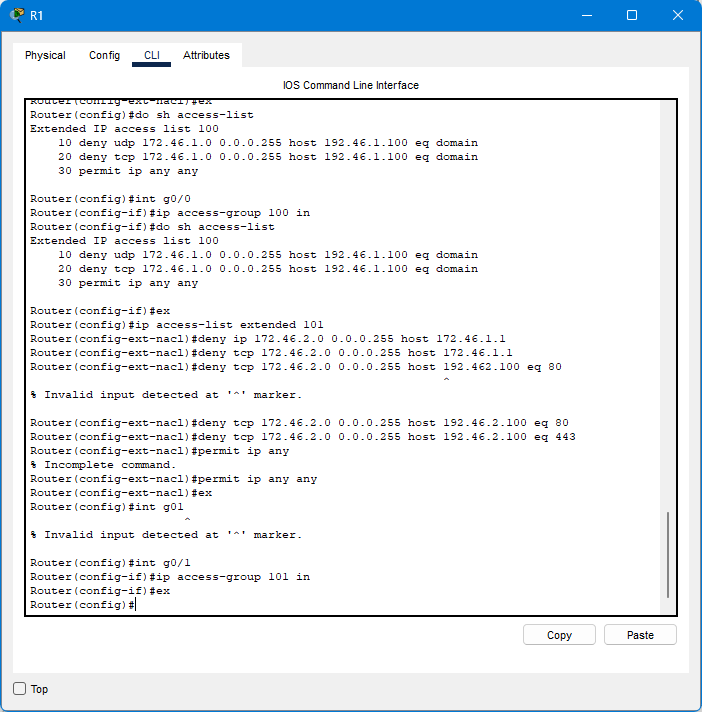 R1
Physical Config CLI Attributes
IOS Command Line Interface
Router(config-ext-nacl)#ex
Router(config)#do sh access-list
Extended IP access list 100
    10 deny udp 172.46.1.0 0.0.0.255 host 192.46.1.100 eq domain
    20 deny tcp 172.46.1.0 0.0.0.255 host 192.46.1.100 eq domain
    30 permit ip any any

Router(config)#int g0/0
Router(config-if)#ip access-group 100 in
Router(config-if)#do sh access-list
Extended IP access list 100
    10 deny udp 172.46.1.0 0.0.0.255 host 192.46.1.100 eq domain
    20 deny tcp 172.46.1.0 0.0.0.255 host 192.46.1.100 eq domain
    30 permit ip any any

Router(config-if)#ex
Router(config)#ip access-list extended 101
Router(config-ext-nacl)#deny ip 172.46.2.0 0.0.0.255 host 172.46.1.1
Router(config-ext-nacl)#deny tcp 172.46.2.0 0.0.0.255 host 172.46.1.1
Router(config-ext-nacl)#deny tcp 172.46.2.0 0.0.0.255 host 192.462.100 eq 80
                                                           ^
% Invalid input detected at '^' marker.

Router(config-ext-nacl)#deny tcp 172.46.2.0 0.0.0.255 host 192.46.2.100 eq 80
Router(config-ext-nacl)#deny tcp 172.46.2.0 0.0.0.255 host 192.46.2.100 eq 443
Router(config-ext-nacl)#permit ip any
% Incomplete command.
Router(config-ext-nacl)#permit ip any any
Router(config-ext-nacl)#ex
Router(config)#int g01
                      ^
% Invalid input detected at '^' marker.

Router(config)#int g0/1
Router(config-if)#ip access-group 101 in
Router(config-if)#ex
Router(config)#
Copy Paste
Top